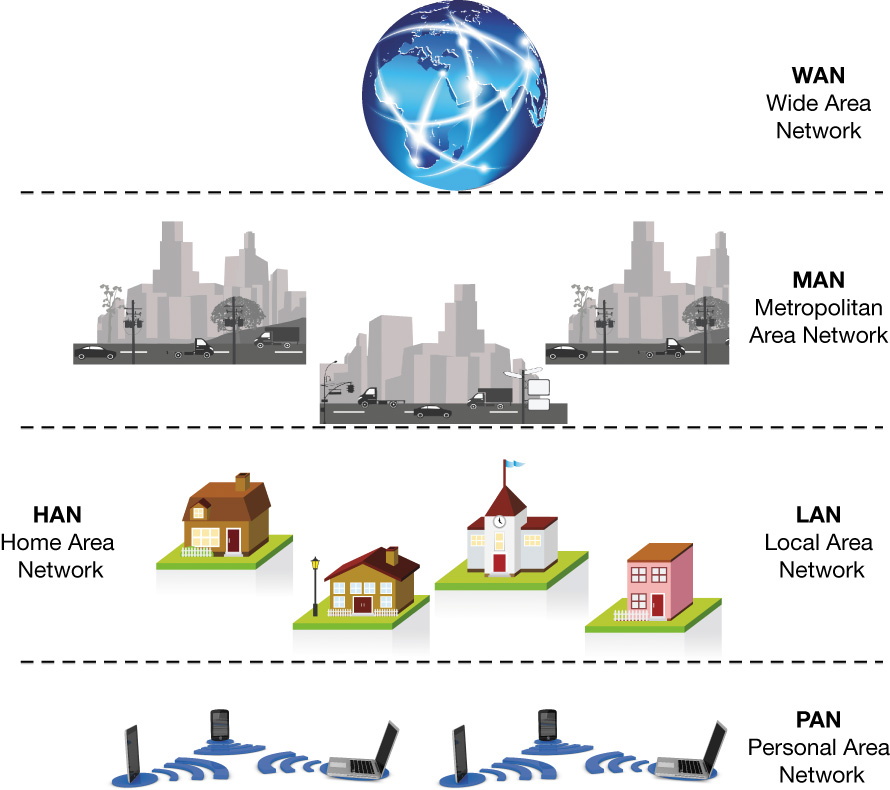 WAN
Wide Area
Network
MAN
Metropolitan
Area Network
HAN
Home Area
Network
LAN
Local Area
Network
PAN
Personal Area
Network